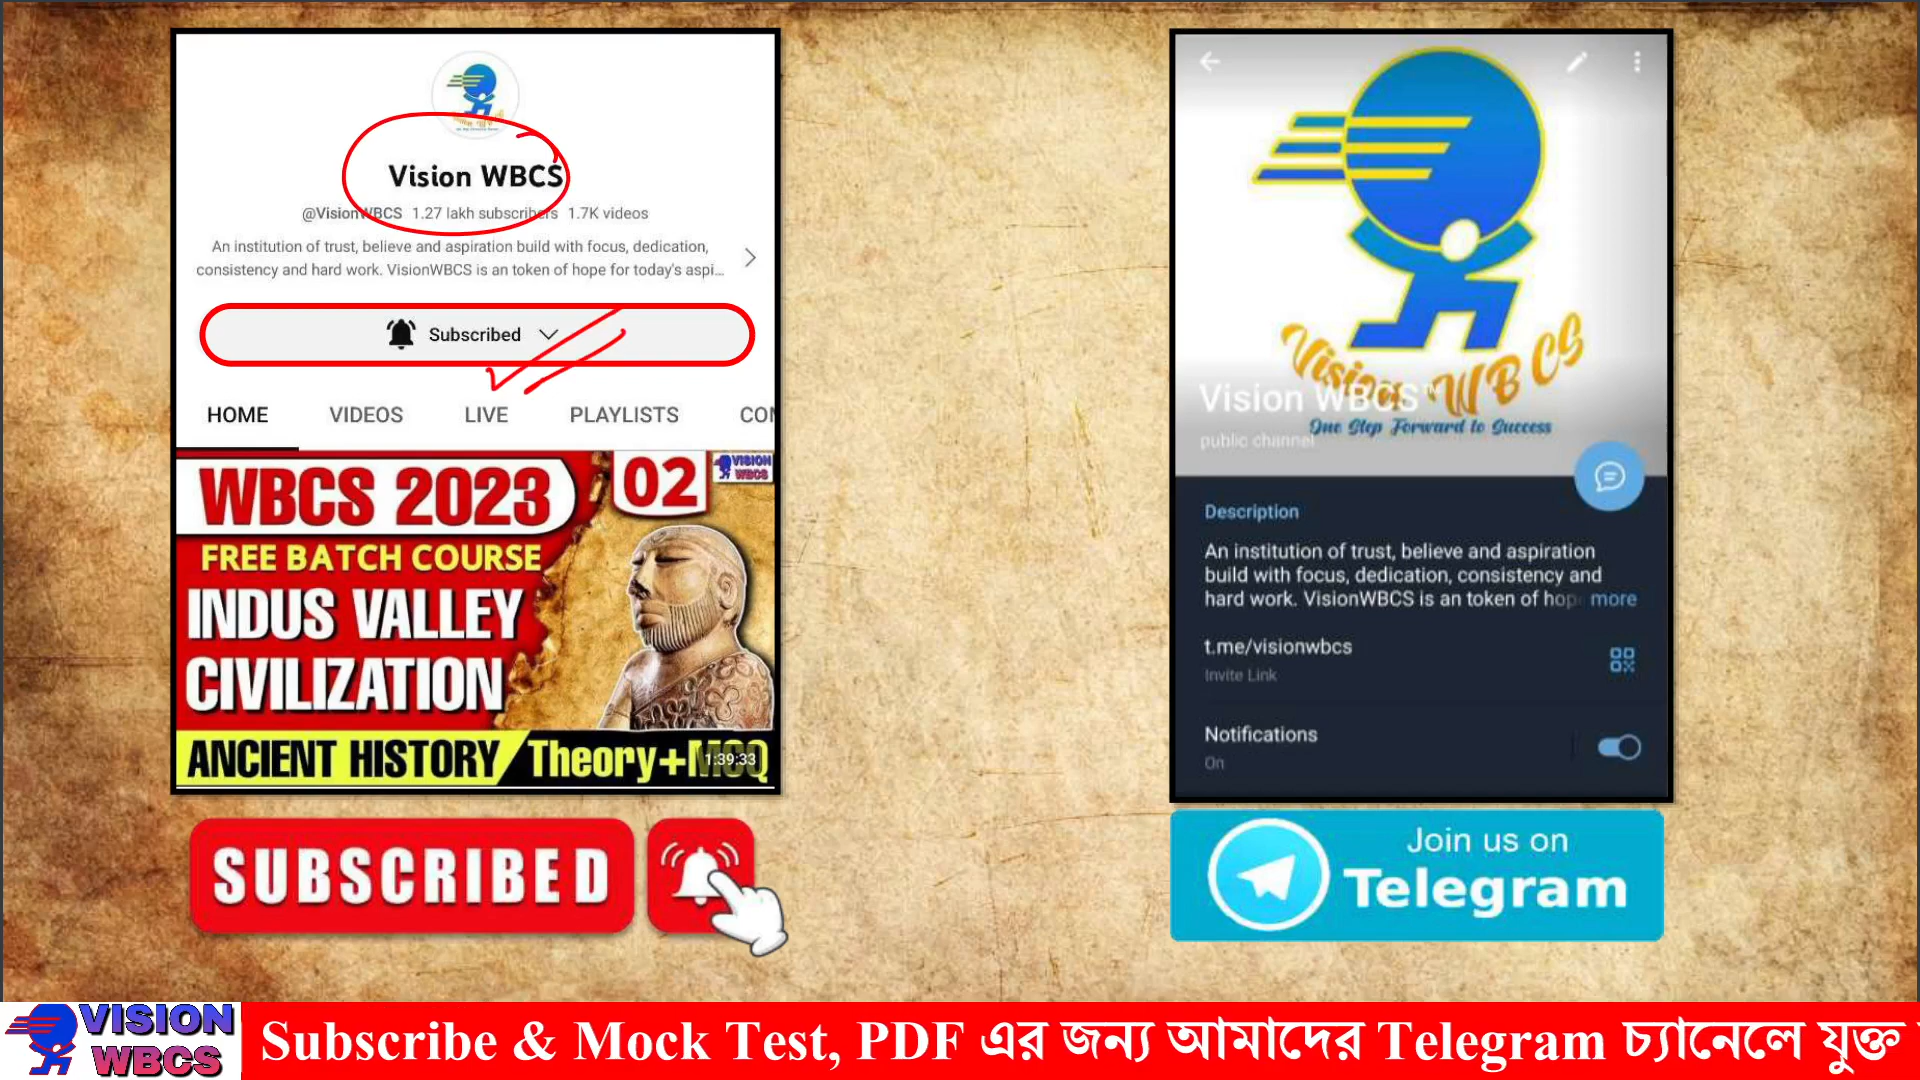 Vision WBCS
@VisionWBCS 1.27 lakh subscribers 1.7K videos
An institution of trust, believe and aspiration build with focus, dedication,
consistency and hard work. VisionWBCS is an token of hope for today's aspi...
Subscribed
HOME VIDEOS LIVE PLAYLISTS CO
WBCS 2023
02
VISION
WBCS
FREE BATCH COURSE
INDUS VALLEY
CIVILIZATION
ANCIENT HISTORY Theory+MCQ
1:39:33
SUBSCRIBED
Vision WBCS
Vision WBCS™
One Step Forward to Success
public channel
Description
An institution of trust, believe and aspiration
build with focus, dedication, consistency and
hard work. VisionWBCS is an token of hop more
t.me/visionwbcs
Invite Link
Notifications
On
Join us on
Telegram
VISION
WBCS
Subscribe & Mock Test, PDF এর জন্য আমাদের Telegram চ্যানেলে যুক্ত